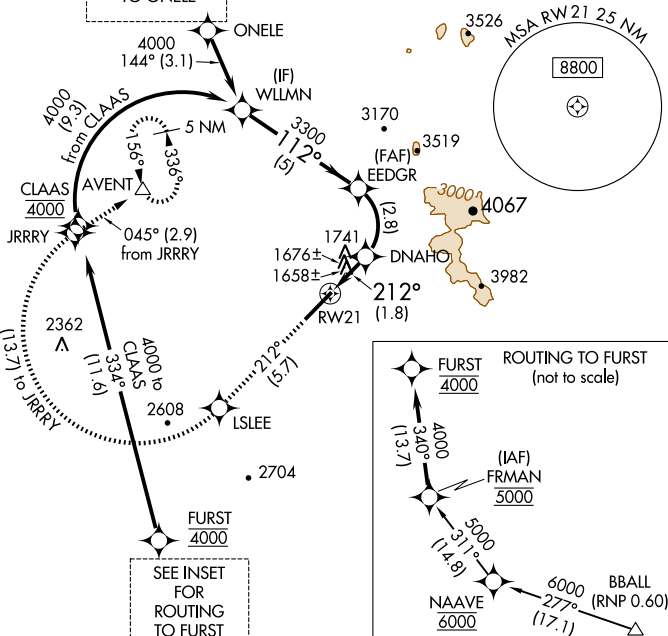 TO ONELE
ONELE
4000
144° (3.1)
3526
MSA RW21 25 NM
8800
(IF)
WLLMN
4000
(9.3)
from CLAAS
5 NM
156°
336°
AVENT
3300
112°
(5)
3170
3519
(FAF)
EEDGR
(2.8)
3000
4067
CLAAS
4000
JRRRY
045° (2.9)
from JRRRY
1741
1676±
1658±
DNAHO
212°
(1.8)
3982
RW21
2362
(13.7) to JRRRY
4000 to
CLAAS
334°
(11.6)
212°
(5.7)
2608
LSLEE
2704
FURST
4000
SEE INSET
FOR
ROUTING
TO FURST
ROUTING TO FURST
(not to scale)
FURST
4000
4000
340°
(13.7)
(IAF)
FRMAN
5000
5000
311°
(14.8)
NAAVE
6000
6000
277°
(17.1)
BBALL
(RNP 0.60)